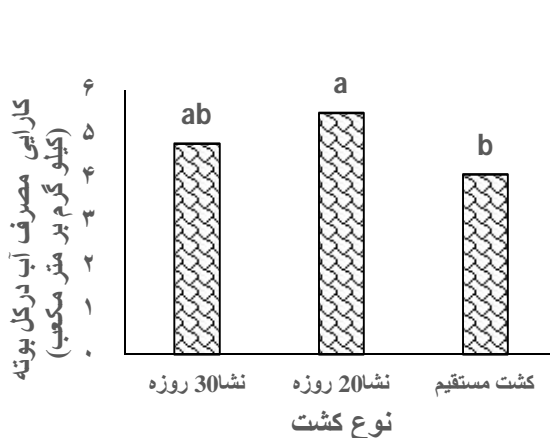 کارایی مصرف آب درکل بوته
(کیلو گرم بر متر مکعب)
۶
۵
۴
۳
۲
۱
۰
ab
a
b
نشا30 روزه
نشا20 روزه
کشت مستقیم
نوع کشت